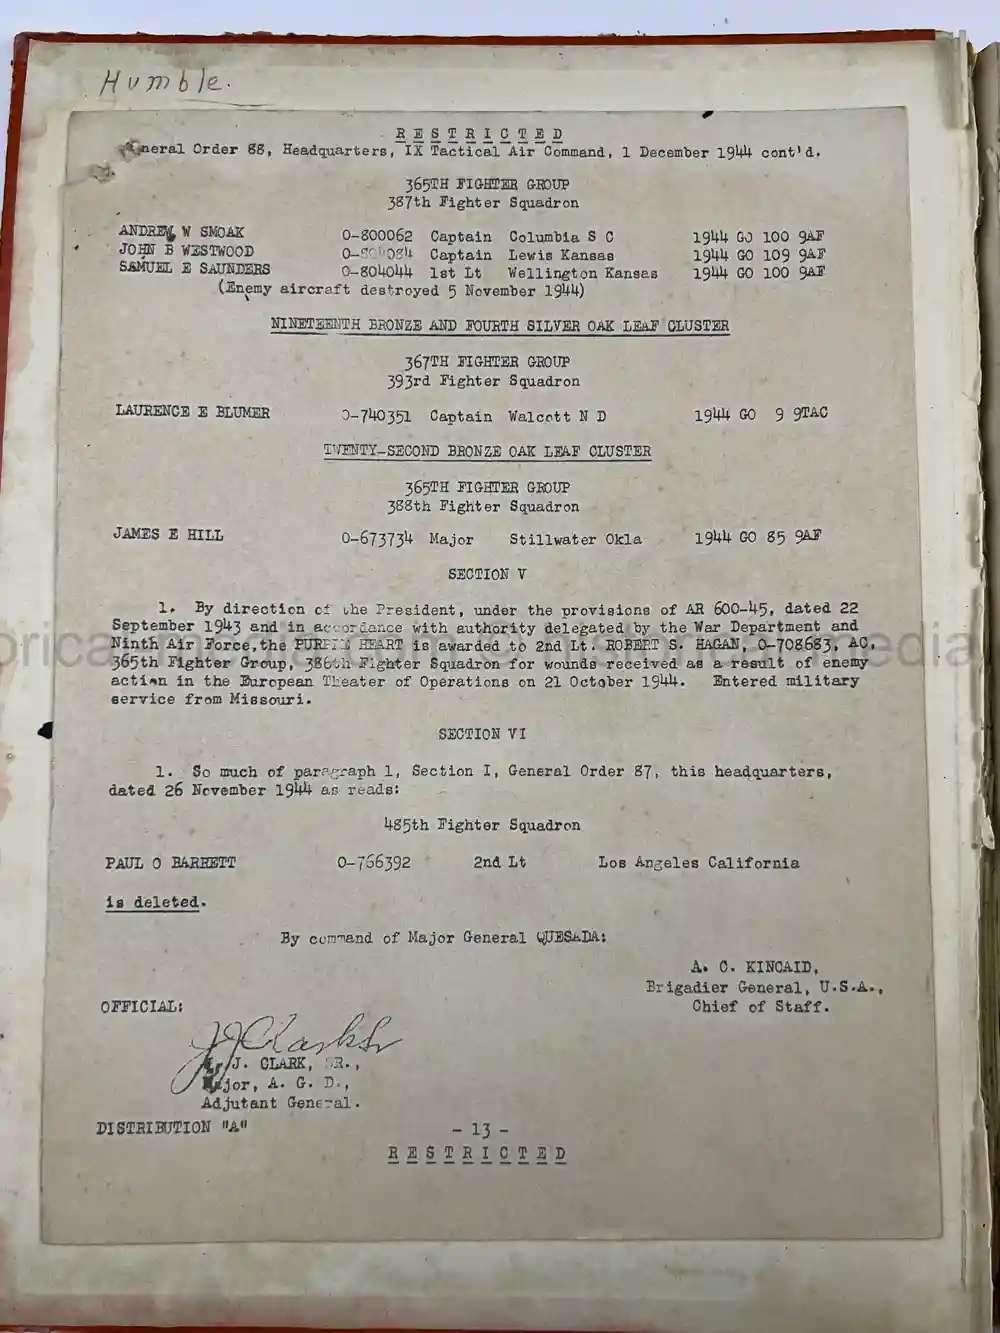 Humble.
R E S T R I C T E D
General Order 88, Headquarters, IX Tactical Air Command, 1 December 1944 cont'd.
365TH FIGHTER GROUP
387th Fighter Squadron
ANDREW W SMOAK O-800062 Captain Columbia S C 1944 GO 100 9AF
JOHN B WESTWOOD Captain Lewis Kansas 1944 GO 109 9AF
SAMUEL E SAUNDERS O-804044 1st Lt Wellington Kansas 1944 GO 100 9AF
(Enemy aircraft destroyed 5 November 1944)
NINETEENTH BRONZE AND FOURTH SILVER OAK LEAF CLUSTER
367TH FIGHTER GROUP
393rd Fighter Squadron
LAURENCE E BLUMER O-740351 Captain Walcott N D 1944 GO 9 9TAC
TWENTY-SECOND BRONZE OAK LEAF CLUSTER
365TH FIGHTER GROUP
388th Fighter Squadron
JAMES E HILL O-673734 Major Stillwater Okla 1944 GO 85 9AF
SECTION V
1. By direction of the President, under the provisions of AR 600-45, dated 22
September 1943 and in accordance with authority delegated by the War Department and
Ninth Air Force, the PURPLE HEART is awarded to 2nd Lt. ROBERT S. HAGAN, O-708683, AC,
365th Fighter Group, 386th Fighter Squadron for wounds received as a result of enemy
action in the European Theater of Operations on 21 October 1944. Entered military
service from Missouri.
SECTION VI
1. So much of paragraph 1, Section I, General Order 87, this headquarters,
dated 26 November 1944 as reads:
485th Fighter Squadron
PAUL O BARRETT O-766392 2nd Lt Los Angeles California
is deleted.
By command of Major General QUESADA:
A. C. KINCAID,
Brigadier General, U.S.A.,
Chief of Staff.
OFFICIAL:
J. CLARK, SR.,
Major, A. G. D.,
Adjutant General.
DISTRIBUTION "A"
- 13 -
R E S T R I C T E D